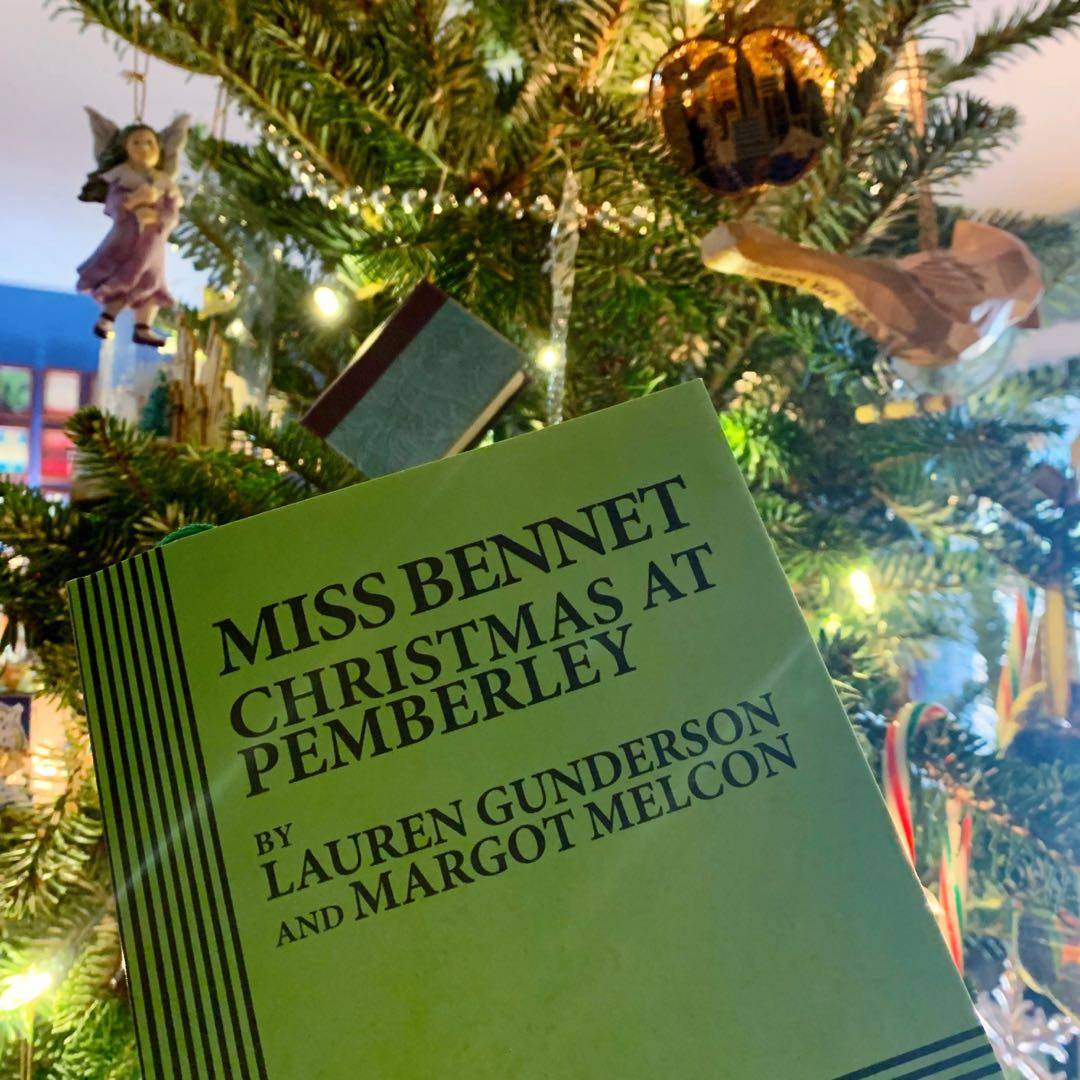 MISS BENNET
CHRISTMAS AT
PEMBERLEY
BY
LAUREN GUNDERSON
AND MARGOT MELCON